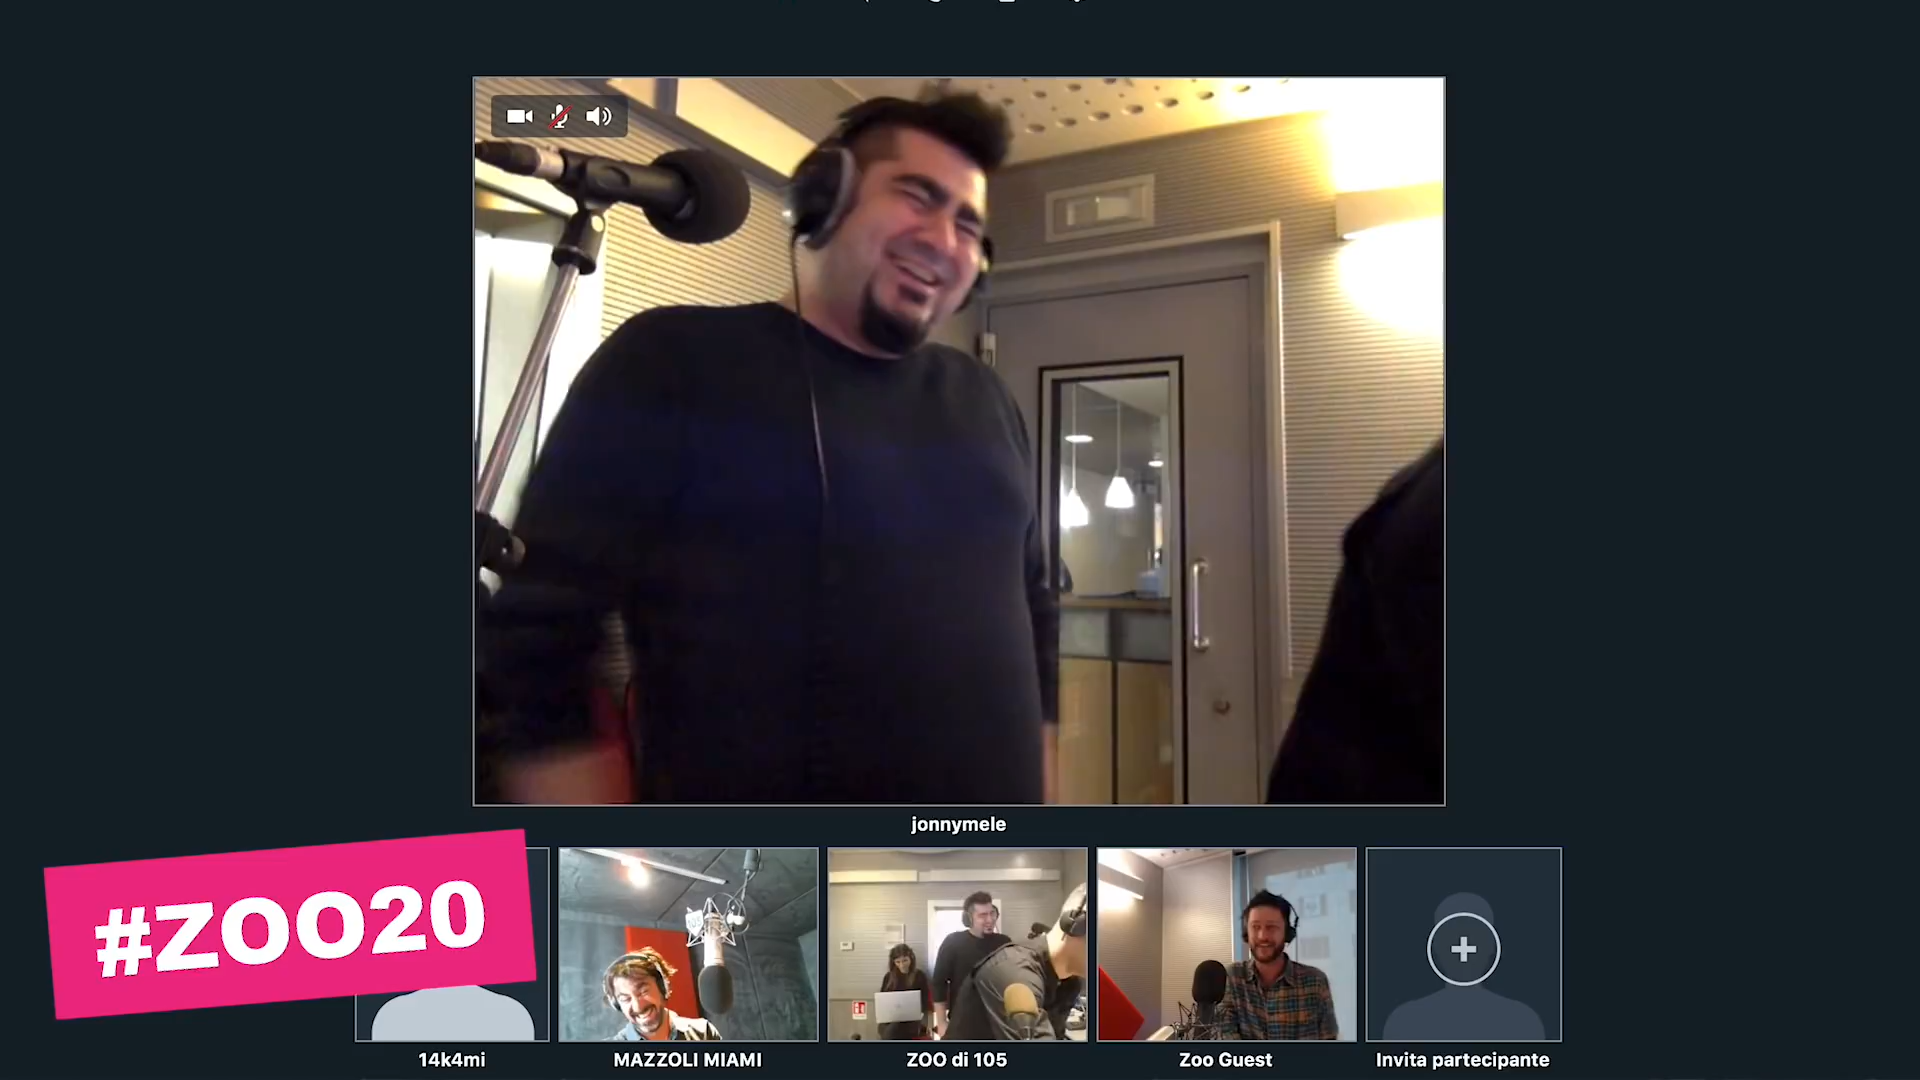 jonnymele
#ZOO20
14k4mi
MAZZOLI MIAMI
ZOO di 105
Zoo Guest
Invita partecipante